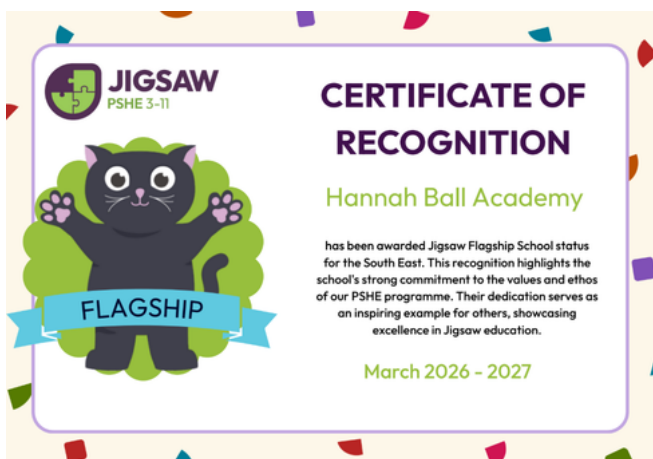 JIGSAW
PSHE 3-11
CERTIFICATE OF
RECOGNITION
Hannah Ball Academy
has been awarded Jigsaw Flagship School status
for the South East. This recognition highlights the
school's strong commitment to the values and ethos
of our PSHE programme. Their dedication serves as
an inspiring example for others, showcasing
excellence in Jigsaw education.
March 2026 - 2027
FLAGSHIP